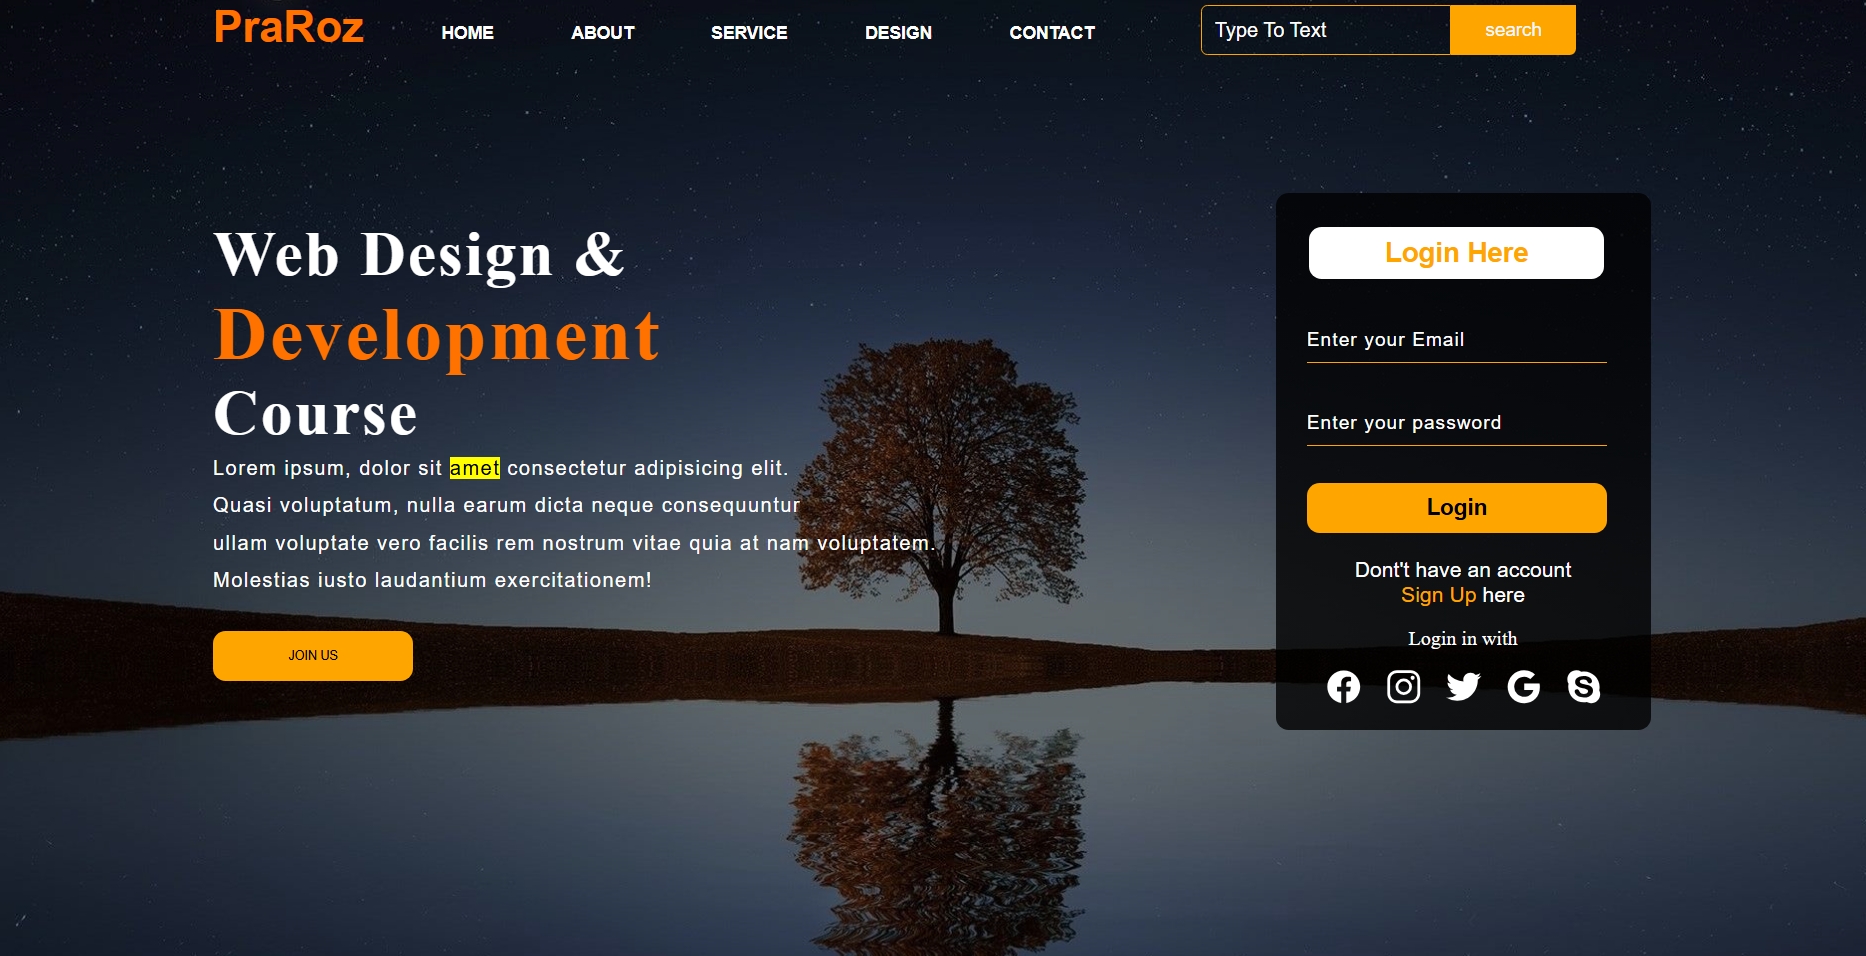 PraRoz
HOME ABOUT SERVICE DESIGN CONTACT
Type To Text search
Web Design &
Development
Course
Lorem ipsum, dolor sit amet consectetur adipisicing elit.
Quasi voluptatum, nulla earum dicta neque consequuntur
ullam voluptate vero facilis rem nostrum vitae quia at nam voluptatem.
Molestias iusto laudantium exercitationem!
JOIN US
Login Here
Enter your Email
Enter your password
Login
Dont't have an account
Sign Up here
Login in with